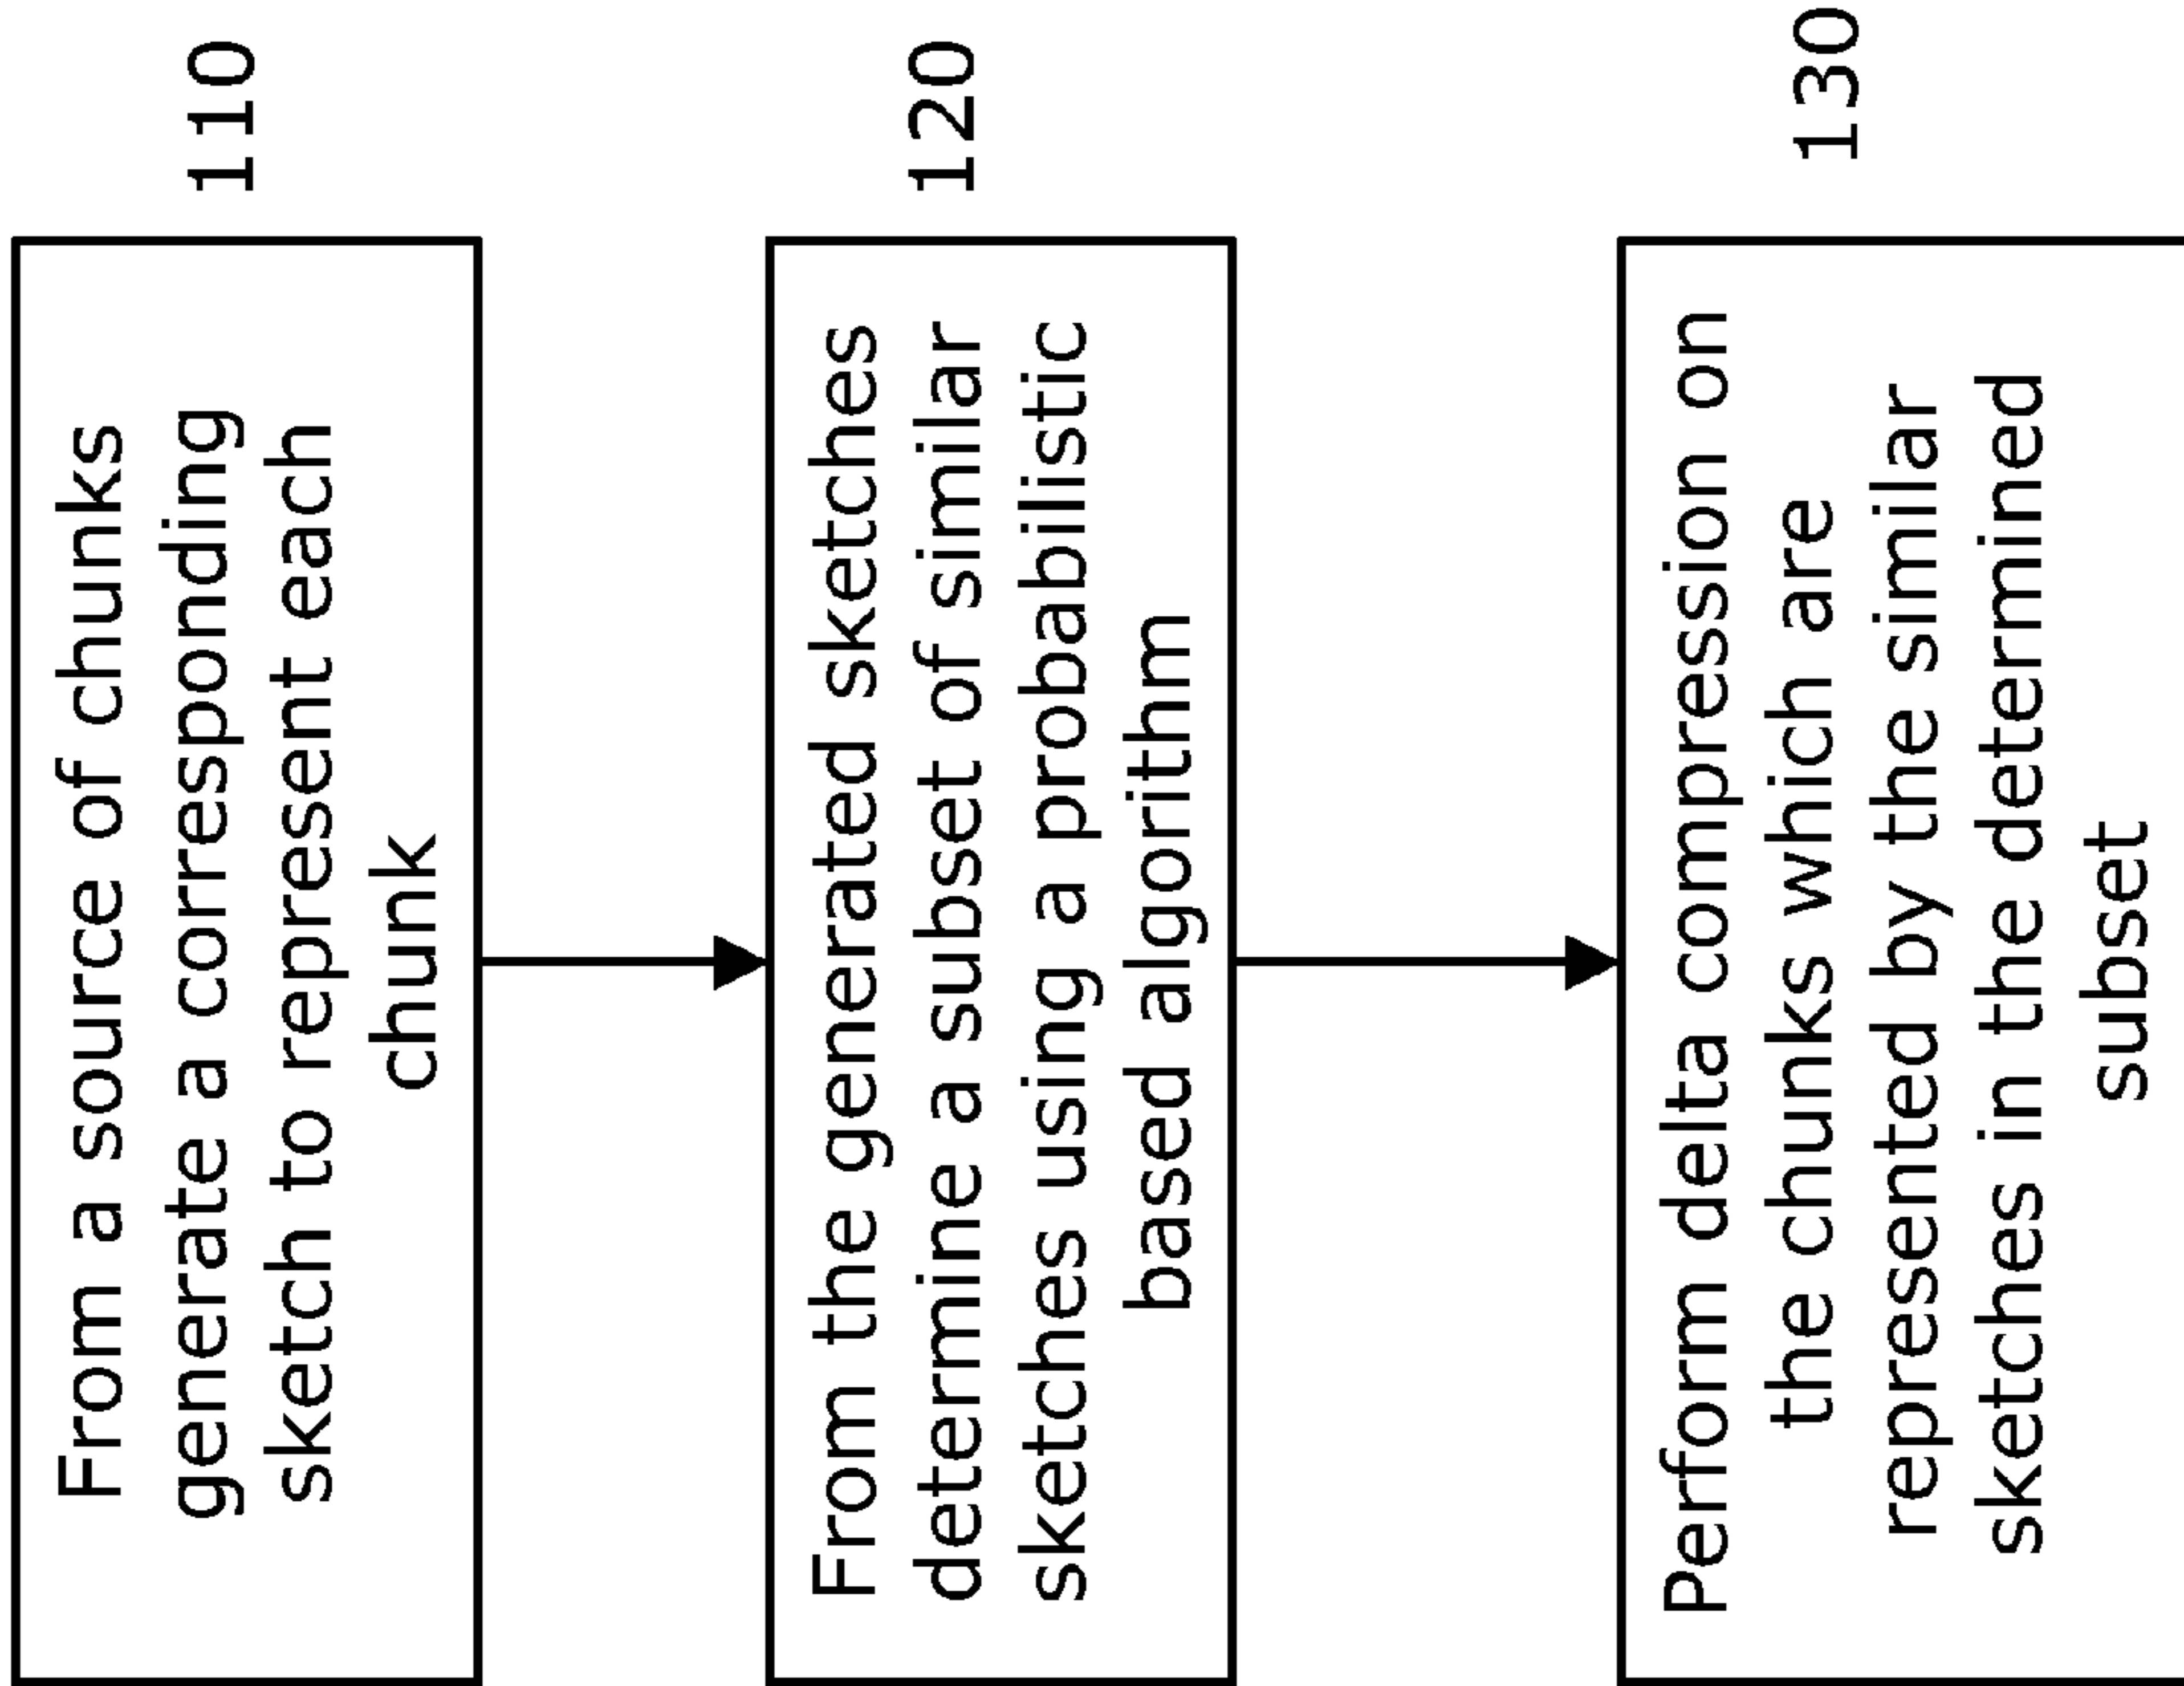 From a source of chunks
generate a corresponding
sketch to represent each
chunk
110
From the generated sketches
determine a subset of similar
sketches using a probabilistic
based algorithm
120
Perform delta compression on
the chunks which are
represented by the similar
sketches in the determined
subset
130